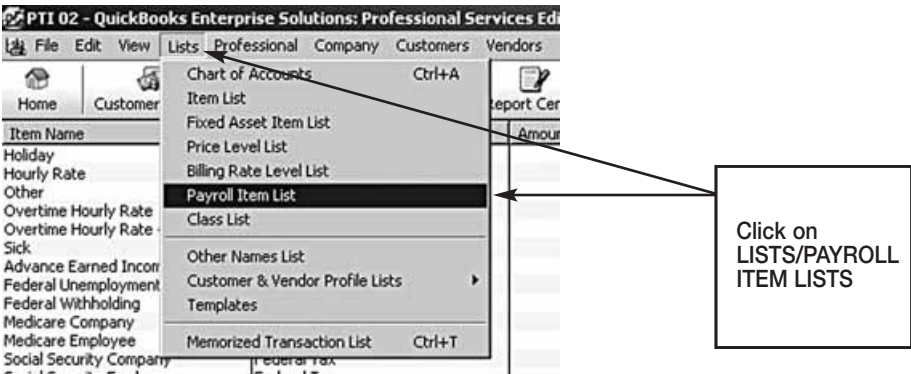 PTI 02 - QuickBooks Enterprise Solutions: Professional Services Edi
File Edit View Lists Professional Company Customers Vendors
Home Customer eport Cer
Chart of Accounts Ctrl+A
Item List
Fixed Asset Item List
Price Level List
Billing Rate Level List
Payroll Item List
Class List
Other Names List
Customer & Vendor Profile Lists
Templates
Memorized Transaction List Ctrl+T
Item Name Amour
Holiday
Hourly Rate
Other
Overtime Hourly Rate
Overtime Hourly Rate
Sick
Advance Earned Incom
Federal Unemployment
Federal Withholding
Medicare Company
Medicare Employee
Social Security Company Federal Tax
Click on
LISTS/PAYROLL
ITEM LISTS